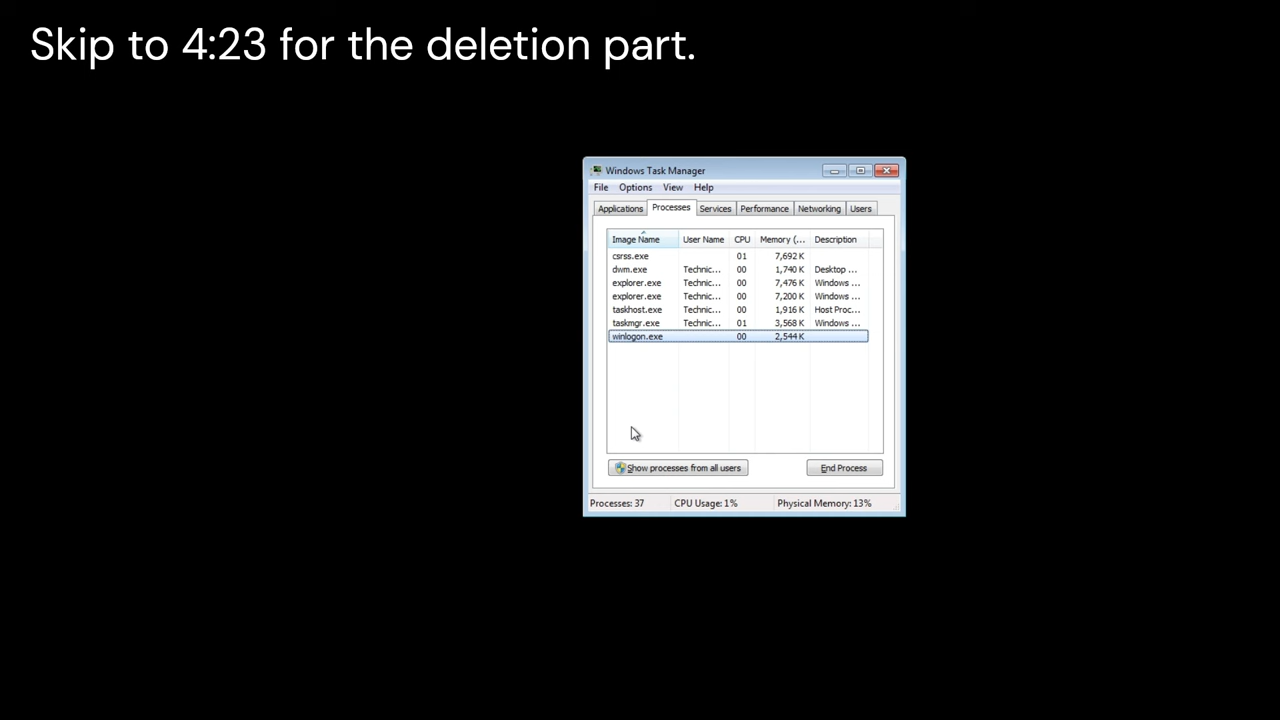 Skip to 4:23 for the deletion part.
Windows Task Manager
File Options View Help
Applications Processes Services Performance Networking Users
Image Name User Name CPU Memory (... Description
csrss.exe 01 7,692 K
dwm.exe Technic... 00 1,740 K Desktop ...
explorer.exe Technic... 00 7,476 K Windows ...
explorer.exe Technic... 00 7,200 K Windows ...
taskhost.exe Technic... 00 1,916 K Host Proc...
taskmgr.exe Technic... 01 3,568 K Windows ...
winlogon.exe 00 2,544 K
Show processes from all users End Process
Processes: 37 CPU Usage: 1% Physical Memory: 13%